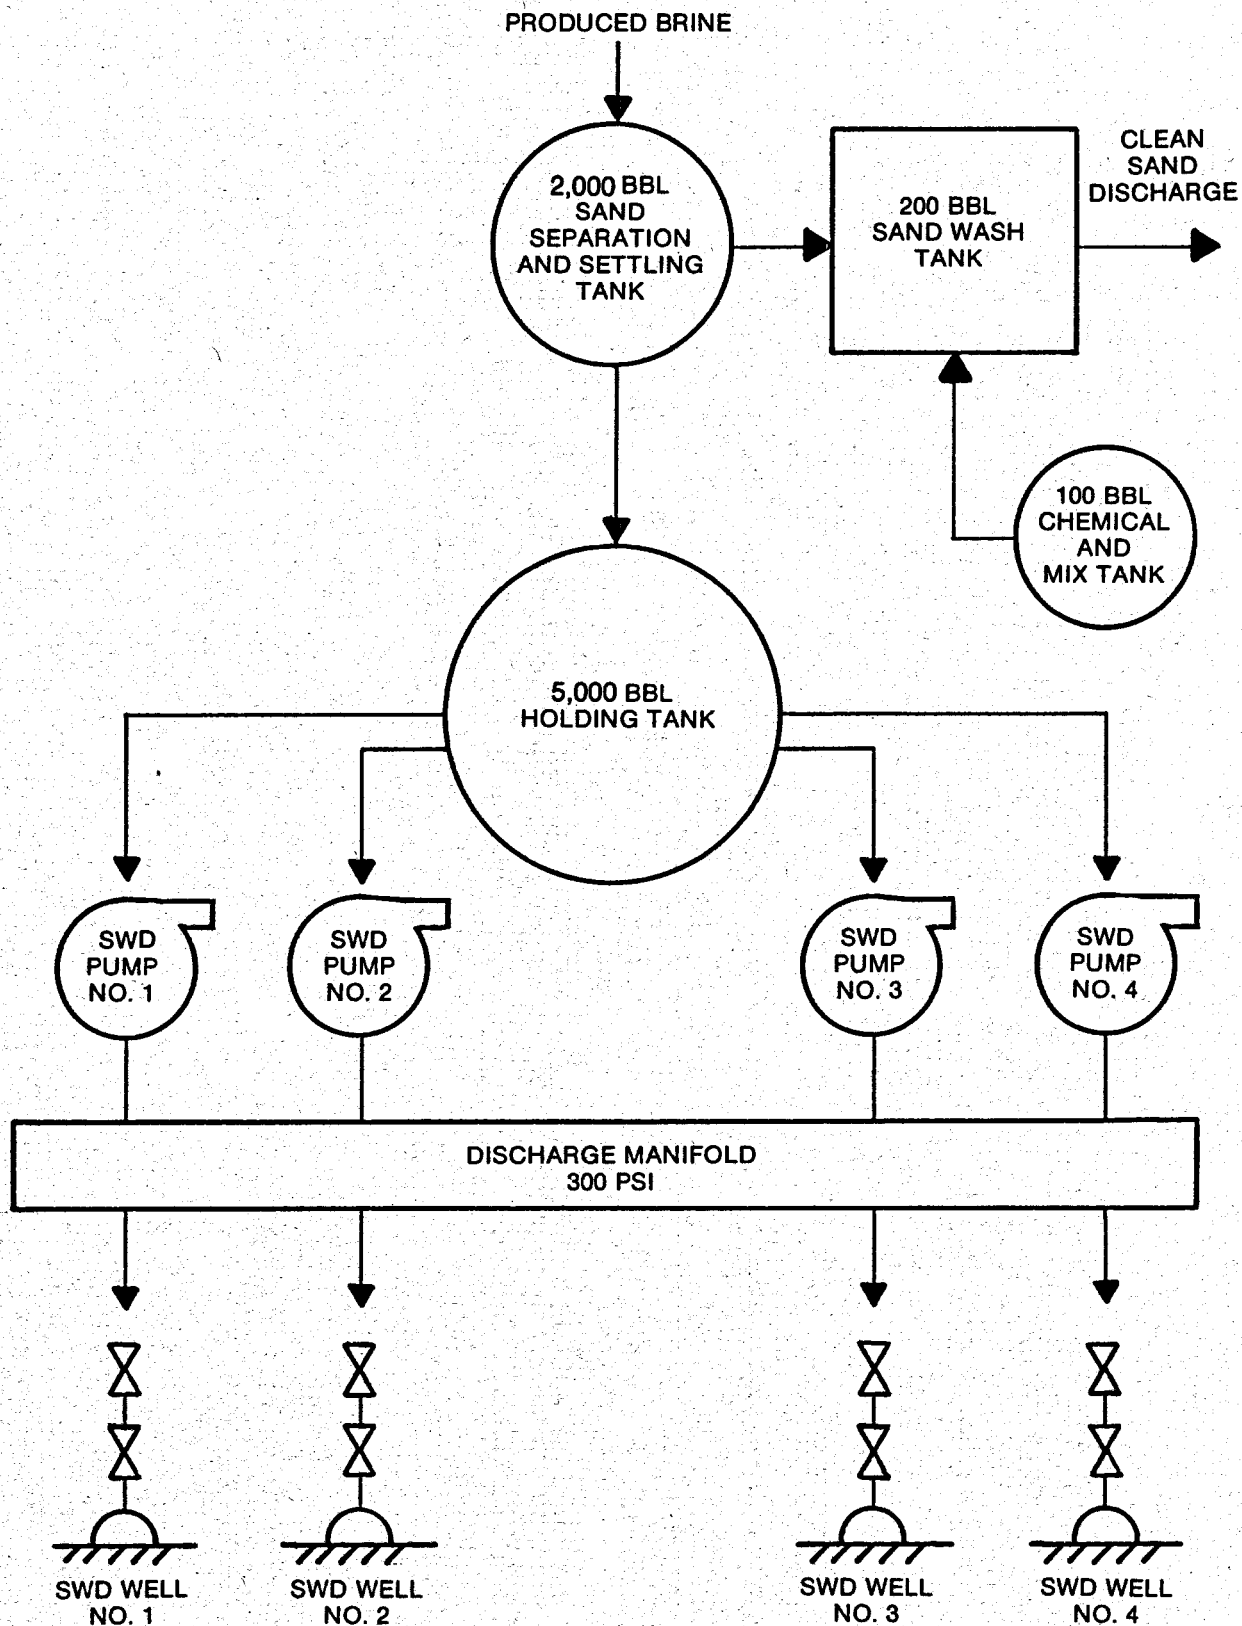 PRODUCED BRINE
2,000 BBL
SAND
SEPARATION
AND SETTLING
TANK
200 BBL
SAND WASH
TANK
CLEAN
SAND
DISCHARGE
100 BBL
CHEMICAL
AND
MIX TANK
5,000 BBL
HOLDING TANK
SWD
PUMP
NO. 1
SWD
PUMP
NO. 2
SWD
PUMP
NO. 3
SWD
PUMP
NO. 4
DISCHARGE MANIFOLD
300 PSI
SWD WELL
NO. 1
SWD WELL
NO. 2
SWD WELL
NO. 3
SWD WELL
NO. 4